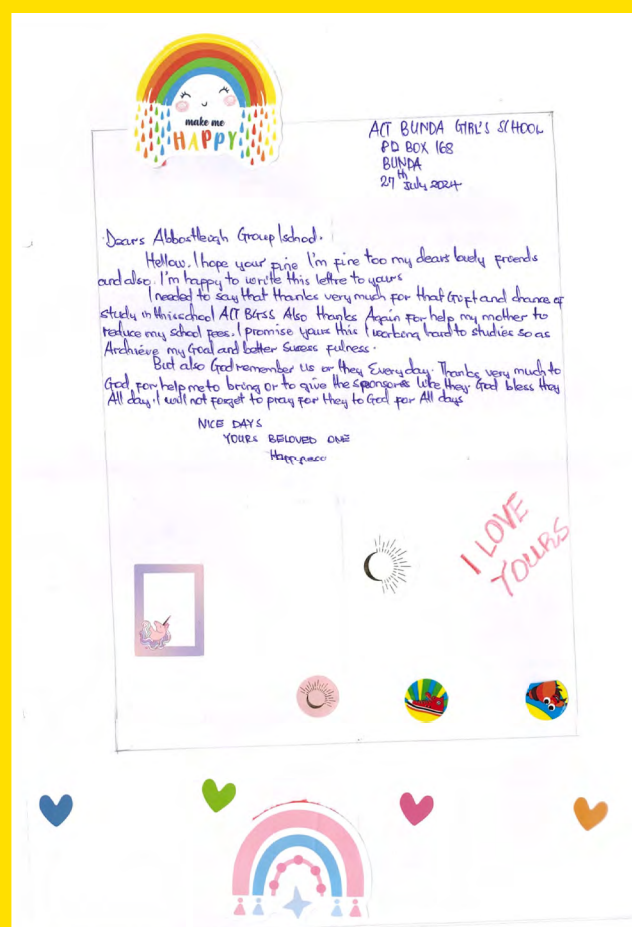 make me
HAPPY
ACT BUNDA GIRL'S SCHOOL
PO BOX 168
BUNDA
27th July 2024
Dears Abbostleigh Group School.
Hellow. I hope your fine I'm fire too my dears lovely friends
and also. I'm happy to write this lettre to yours
I needed to say that thanks very much for that Grift and chance of
study in this school ACT BGSS Also thanks Again for help my mother to
reduce my school fees. I promise yours this I working hard to studies so as
Archrieve my Goal and better Sucess fulness.
But also God remember us or they Everyday. Thanks very much to
God, for help me to bring or to give the sponsores like they. God bless they
All day. I will not forget to pray for they to God for All days
NICE DAYS
YOURS BELOVED ONE
I LOVE
YOURS